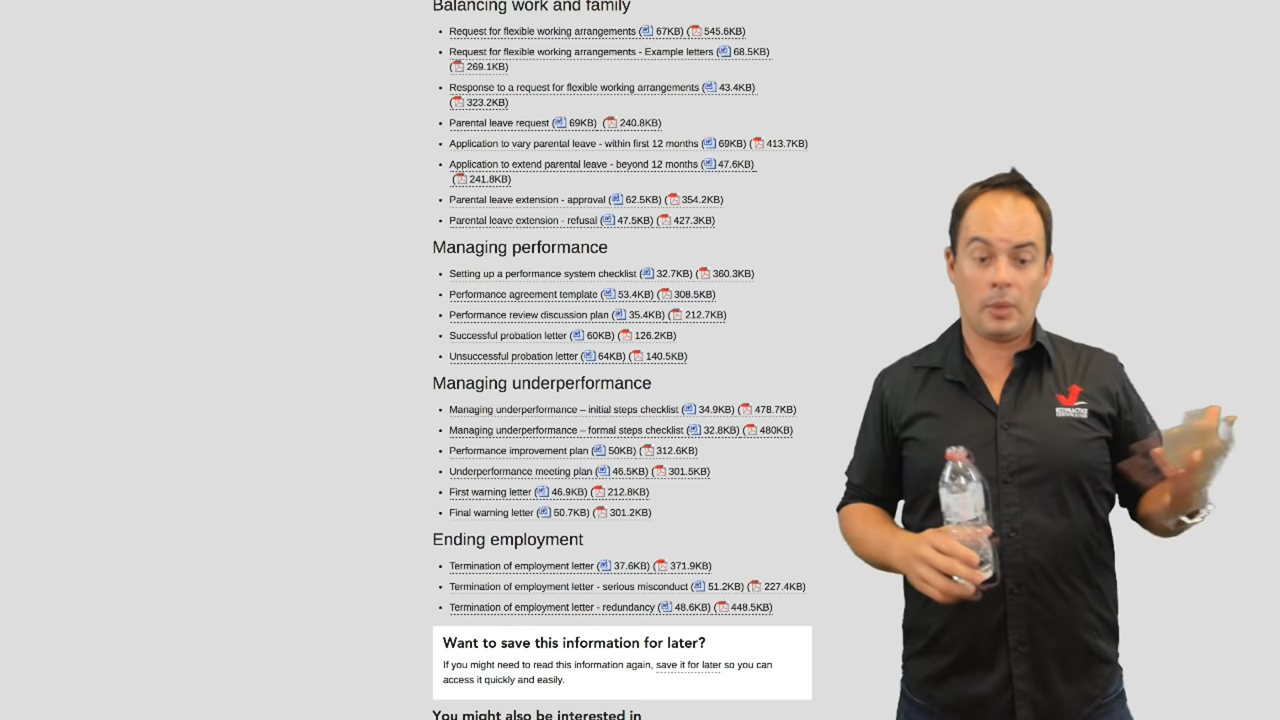 Balancing work and family
Request for flexible working arrangements ( 67KB) ( 545.6KB)
Request for flexible working arrangements - Example letters ( 68.5KB)
( 269.1KB)
Response to a request for flexible working arrangements ( 43.4KB)
( 323.2KB)
Parental leave request ( 69KB) ( 240.8KB)
Application to vary parental leave - within first 12 months ( 69KB) ( 413.7KB)
Application to extend parental leave - beyond 12 months ( 47.6KB)
( 241.8KB)
Parental leave extension - approval ( 62.5KB) ( 354.2KB)
Parental leave extension - refusal ( 47.5KB) ( 427.3KB)
Managing performance
Setting up a performance system checklist ( 32.7KB) ( 360.3KB)
Performance agreement template ( 53.4KB) ( 308.5KB)
Performance review discussion plan ( 35.4KB) ( 212.7KB)
Successful probation letter ( 60KB) ( 126.2KB)
Unsuccessful probation letter ( 64KB) ( 140.5KB)
Managing underperformance
Managing underperformance – initial steps checklist ( 34.9KB) ( 478.7KB)
Managing underperformance – formal steps checklist ( 32.8KB) ( 480KB)
Performance improvement plan ( 50KB) ( 312.6KB)
Underperformance meeting plan ( 46.5KB) ( 301.5KB)
First warning letter ( 46.9KB) ( 212.8KB)
Final warning letter ( 50.7KB) ( 301.2KB)
Ending employment
Termination of employment letter ( 37.6KB) ( 371.9KB)
Termination of employment letter - serious misconduct ( 51.2KB) ( 227.4KB)
Termination of employment letter - redundancy ( 48.6KB) ( 448.5KB)
Want to save this information for later?
If you might need to read this information again, save it for later so you can
access it quickly and easily.
You might also be interested in